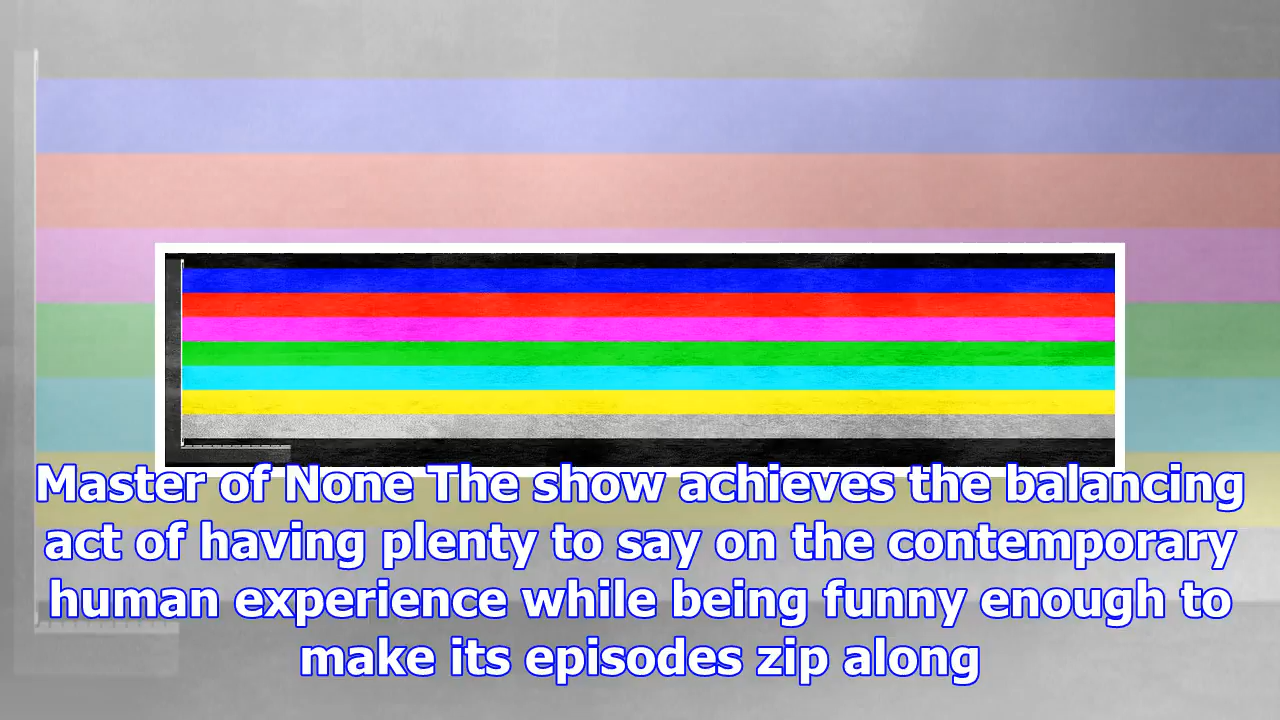 Master of None The show achieves the balancing
act of having plenty to say on the contemporary
human experience while being funny enough to
make its episodes zip along